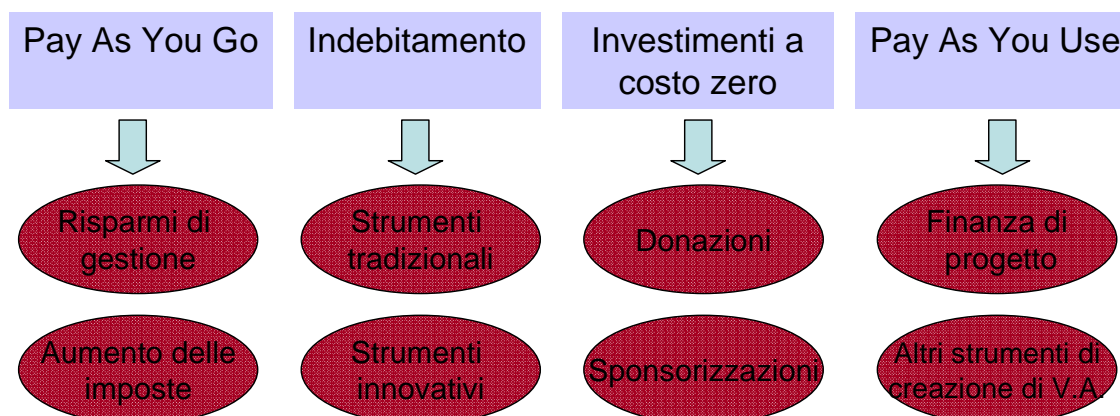 Pay As You Go
Indebitamento
Investimenti a
costo zero
Pay As You Use
Risparmi di
gestione
Strumenti
tradizionali
Donazioni
Finanza di
progetto
Aumento delle
imposte
Strumenti
innovativi
Sponsorizzazioni
Altri strumenti di
creazione di V.A.